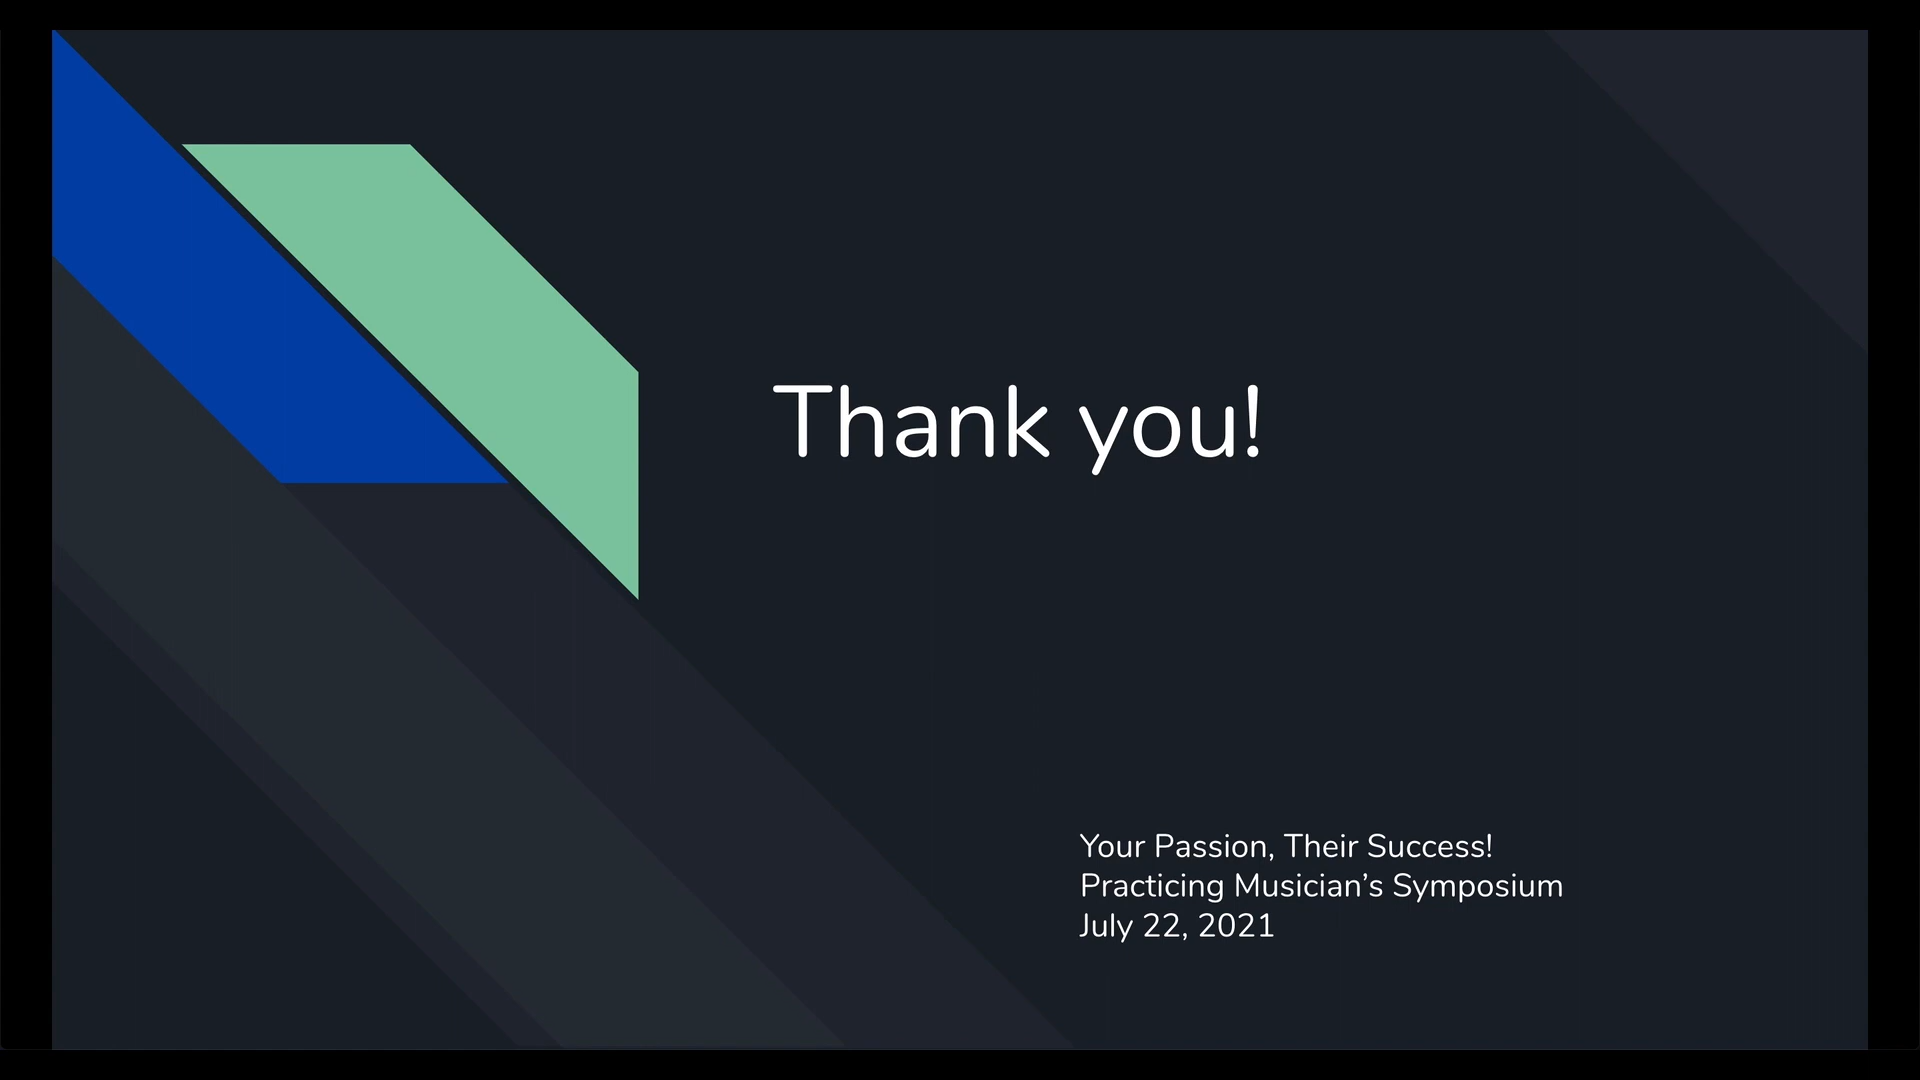 Thank you!
Your Passion, Their Success!
Practicing Musician’s Symposium
July 22, 2021